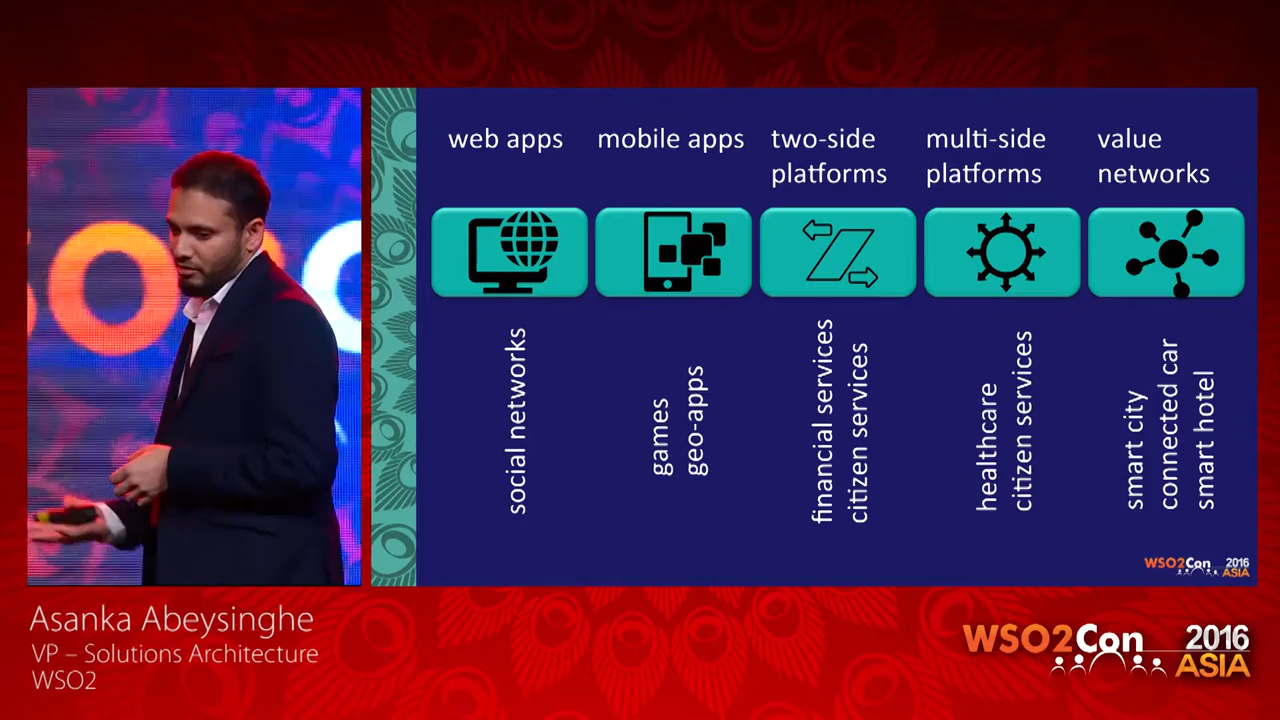 web apps
mobile apps
two-side
platforms
multi-side
platforms
value
networks
social networks
games
geo-apps
financial services
citizen services
healthcare
citizen services
smart city
connected car
smart hotel
WSO2Con 2016
ASIA
Asanka Abeysinghe
VP – Solutions Architecture
WSO2
WSO2Con 2016
ASIA